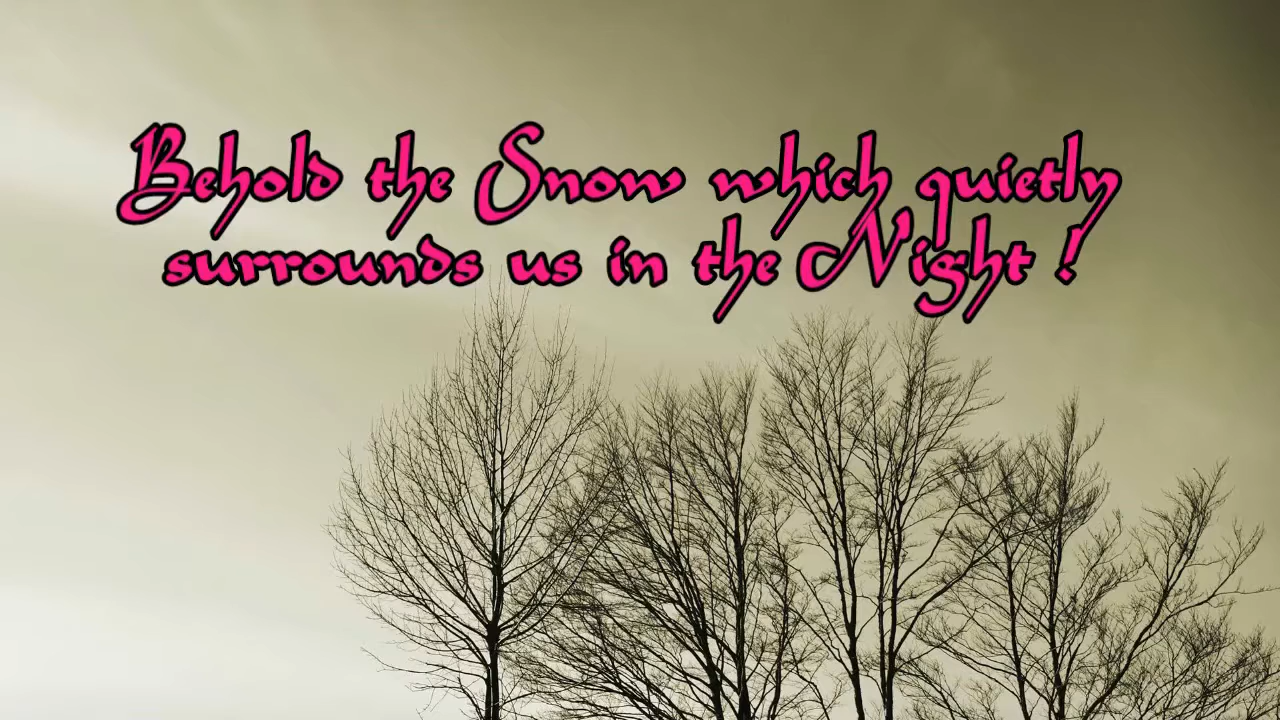 Behold the Snow which quietly
surrounds us in the Night !